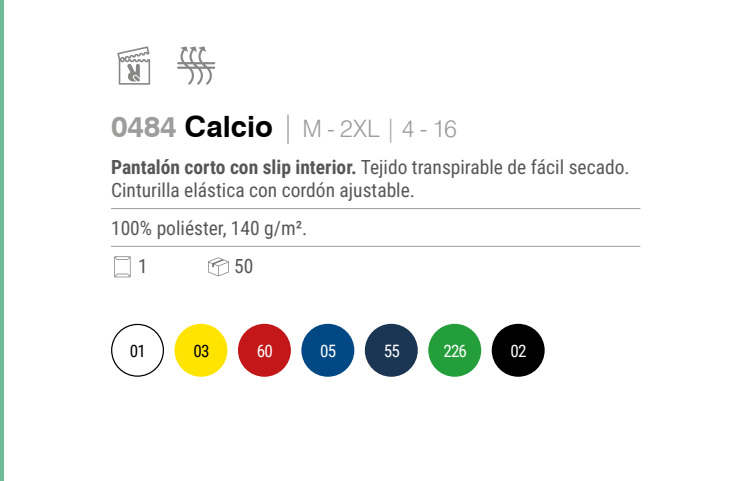 0484 Calcio | M - 2XL | 4 - 16
Pantalón corto con slip interior. Tejido transpirable de fácil secado.
Cinturilla elástica con cordón ajustable.
100% poliéster, 140 g/m².
1 50
01 03 60 05 55 226 02